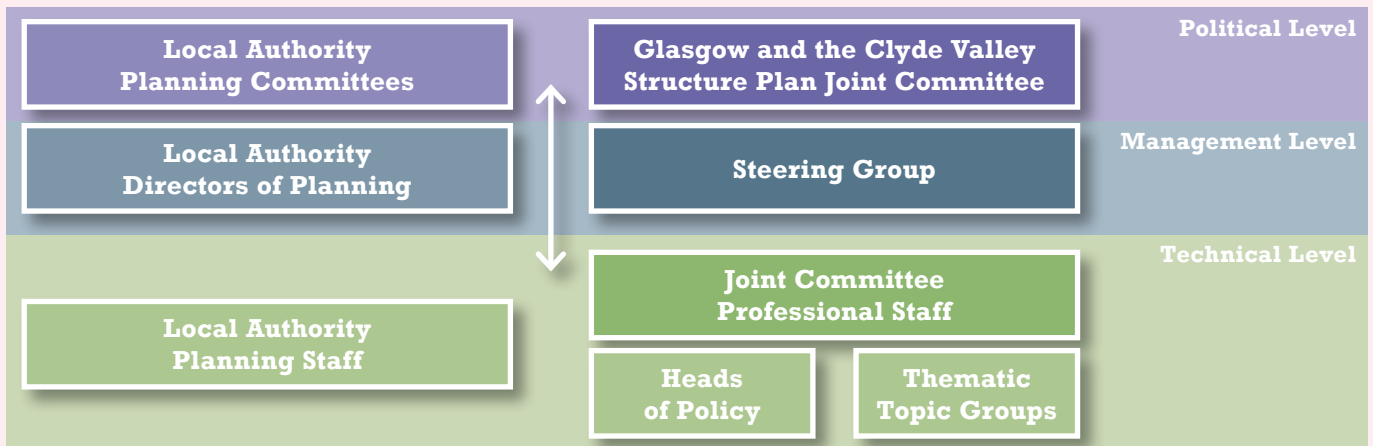 Political Level
Local Authority
Planning Committees
Glasgow and the Clyde Valley
Structure Plan Joint Committee
Management Level
Local Authority
Directors of Planning
Steering Group
Technical Level
Joint Committee
Professional Staff
Local Authority
Planning Staff
Heads
of Policy
Thematic
Topic Groups